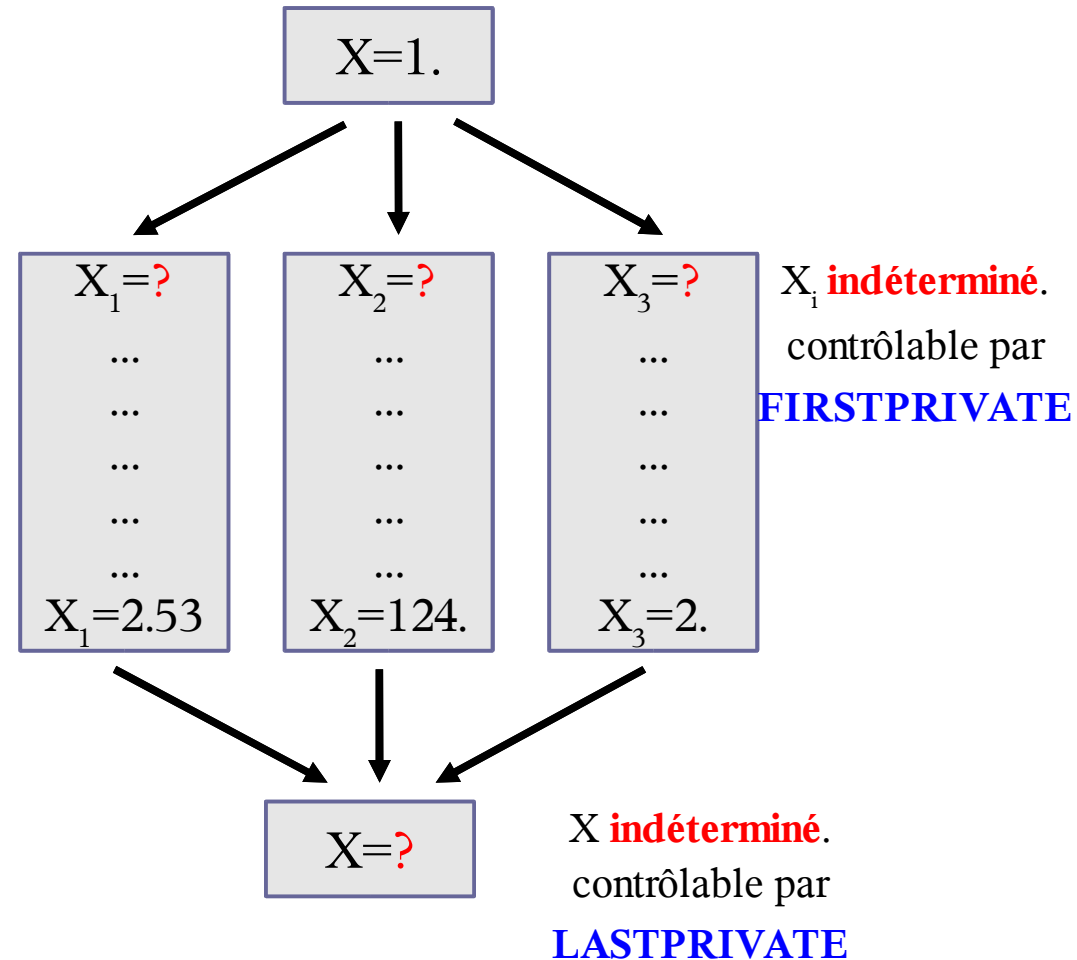 X=1.
X₁=?
...
...
...
...
...
X₁=2.53
X₂=?
...
...
...
...
...
X₂=124.
X₃=?
...
...
...
...
...
X₃=2.
Xᵢ indéterminé.
contrôlable par
FIRSTPRIVATE
X=?
X indéterminé.
contrôlable par
LASTPRIVATE